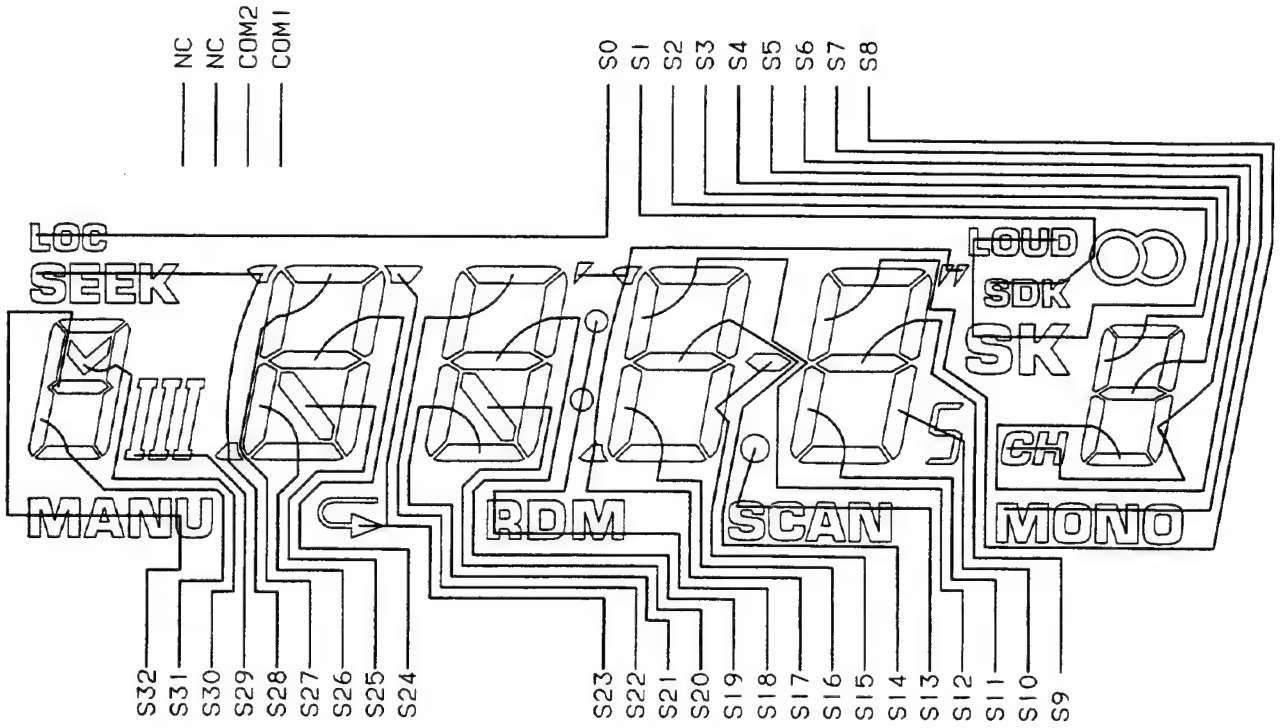 NC
NC
COM2
COM1
S0
S1
S2
S3
S4
S5
S6
S7
S8
LOC
SEEK
LOUD
SDK
SK
CH
MANU
RDM
SCAN
MONO
S32
S31
S30
S29
S28
S27
S26
S25
S24
S23
S22
S21
S20
S19
S18
S17
S16
S15
S14
S13
S12
S11
S10
S9